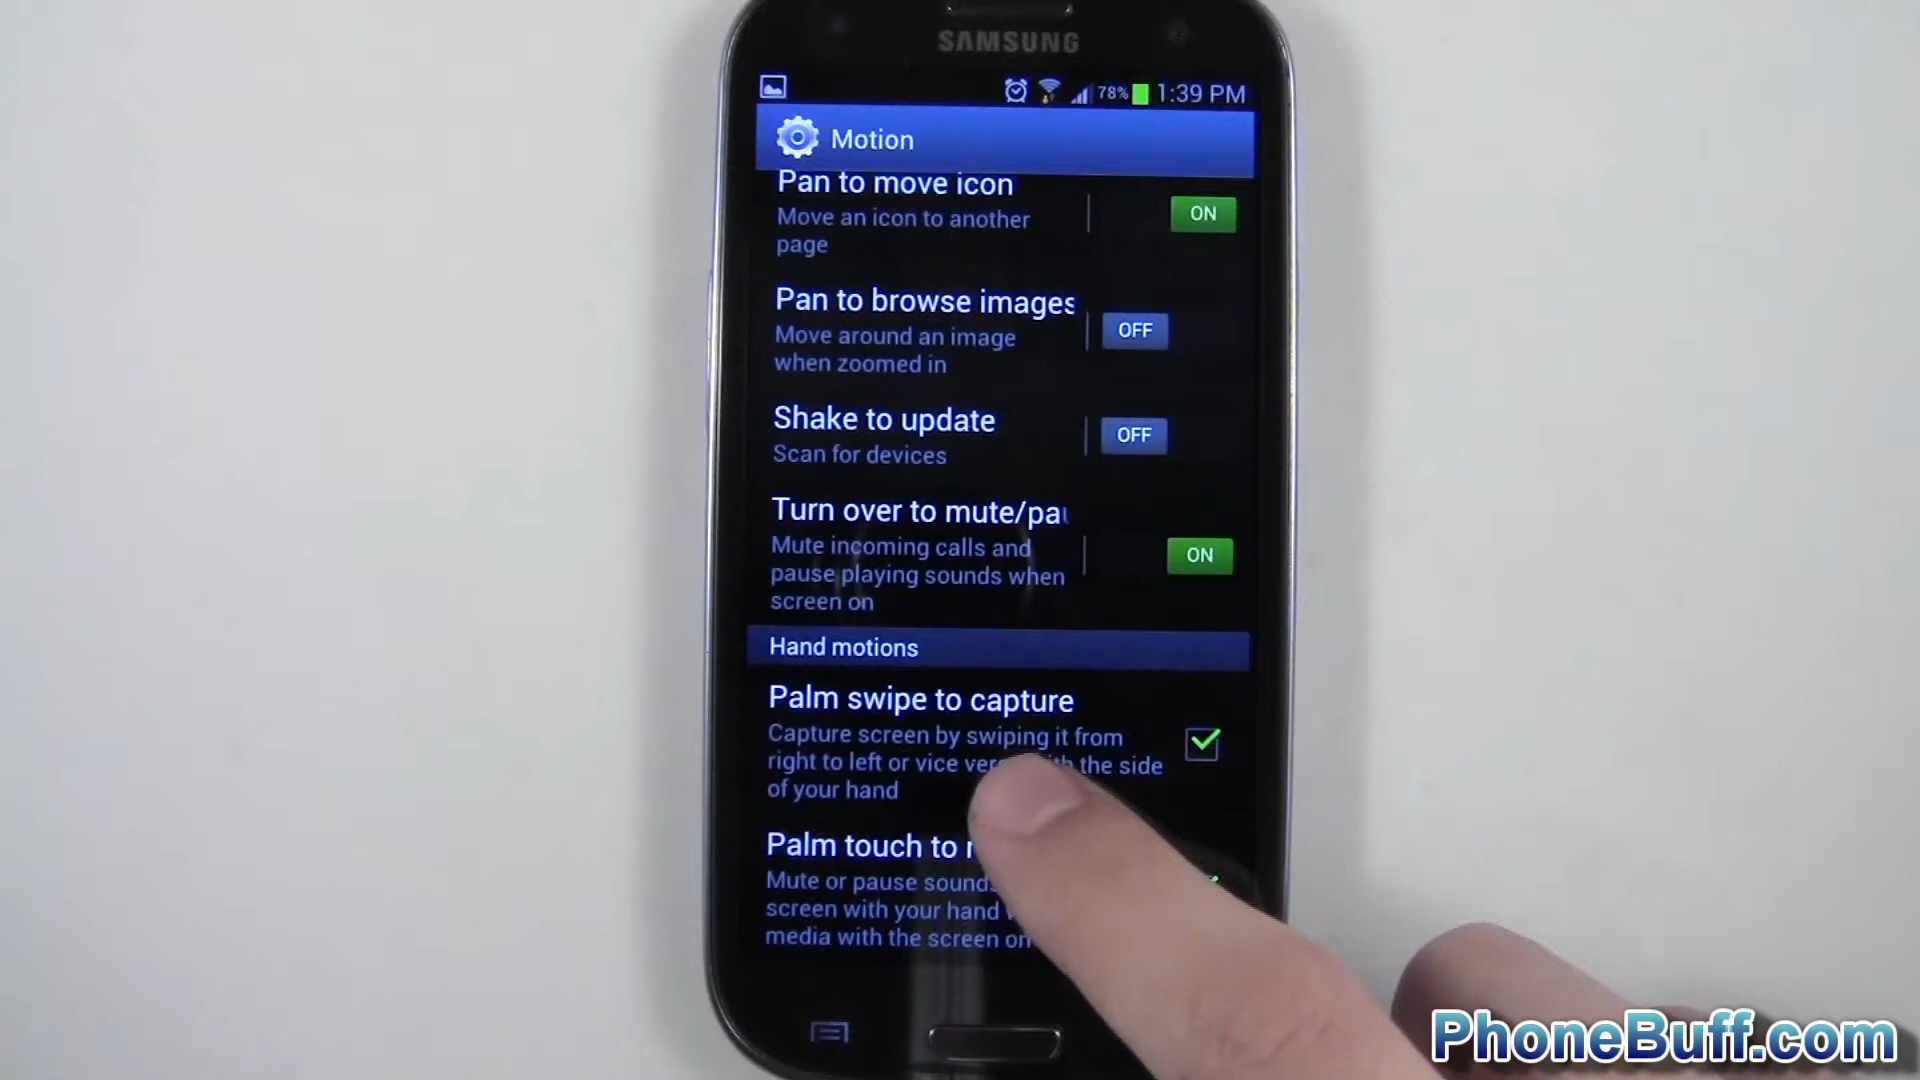 SAMSUNG
78% 1:39 PM
Motion
Pan to move icon
Move an icon to another
page
ON
Pan to browse images
Move around an image
when zoomed in
OFF
Shake to update
Scan for devices
OFF
Turn over to mute/pau
Mute incoming calls and
pause playing sounds when
screen on
ON
Hand motions
Palm swipe to capture
Capture screen by swiping it from
right to left or vice with the side
of your hand
Palm touch to
Mute or pause sounds
screen with your hand
media with the screen on
PhoneBuff.com